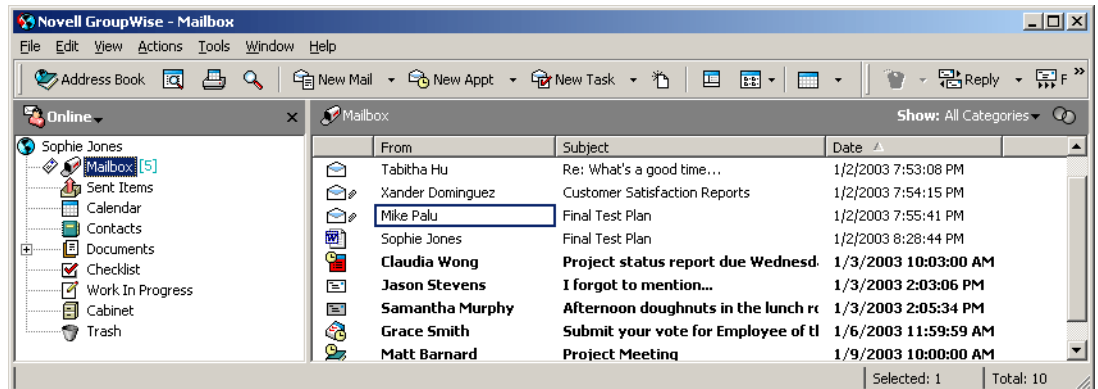 Novell GroupWise - Mailbox
File Edit View Actions Tools Window Help
Address Book New Mail New Appt New Task Reply F »
Online × Mailbox Show: All Categories
Sophie Jones
Mailbox [5]
Sent Items
Calendar
Contacts
Documents
Checklist
Work In Progress
Cabinet
Trash
From Subject Date
Tabitha Hu Re: What's a good time... 1/2/2003 7:53:08 PM
Xander Dominguez Customer Satisfaction Reports 1/2/2003 7:54:15 PM
Mike Palu Final Test Plan 1/2/2003 7:55:41 PM
Sophie Jones Final Test Plan 1/2/2003 8:28:44 PM
Claudia Wong Project status report due Wednesd 1/3/2003 10:03:00 AM
Jason Stevens I forgot to mention... 1/3/2003 2:03:06 PM
Samantha Murphy Afternoon doughnuts in the lunch ro 1/3/2003 2:05:34 PM
Grace Smith Submit your vote for Employee of tl 1/6/2003 11:59:59 AM
Matt Barnard Project Meeting 1/9/2003 10:00:00 AM
Selected: 1 Total: 10